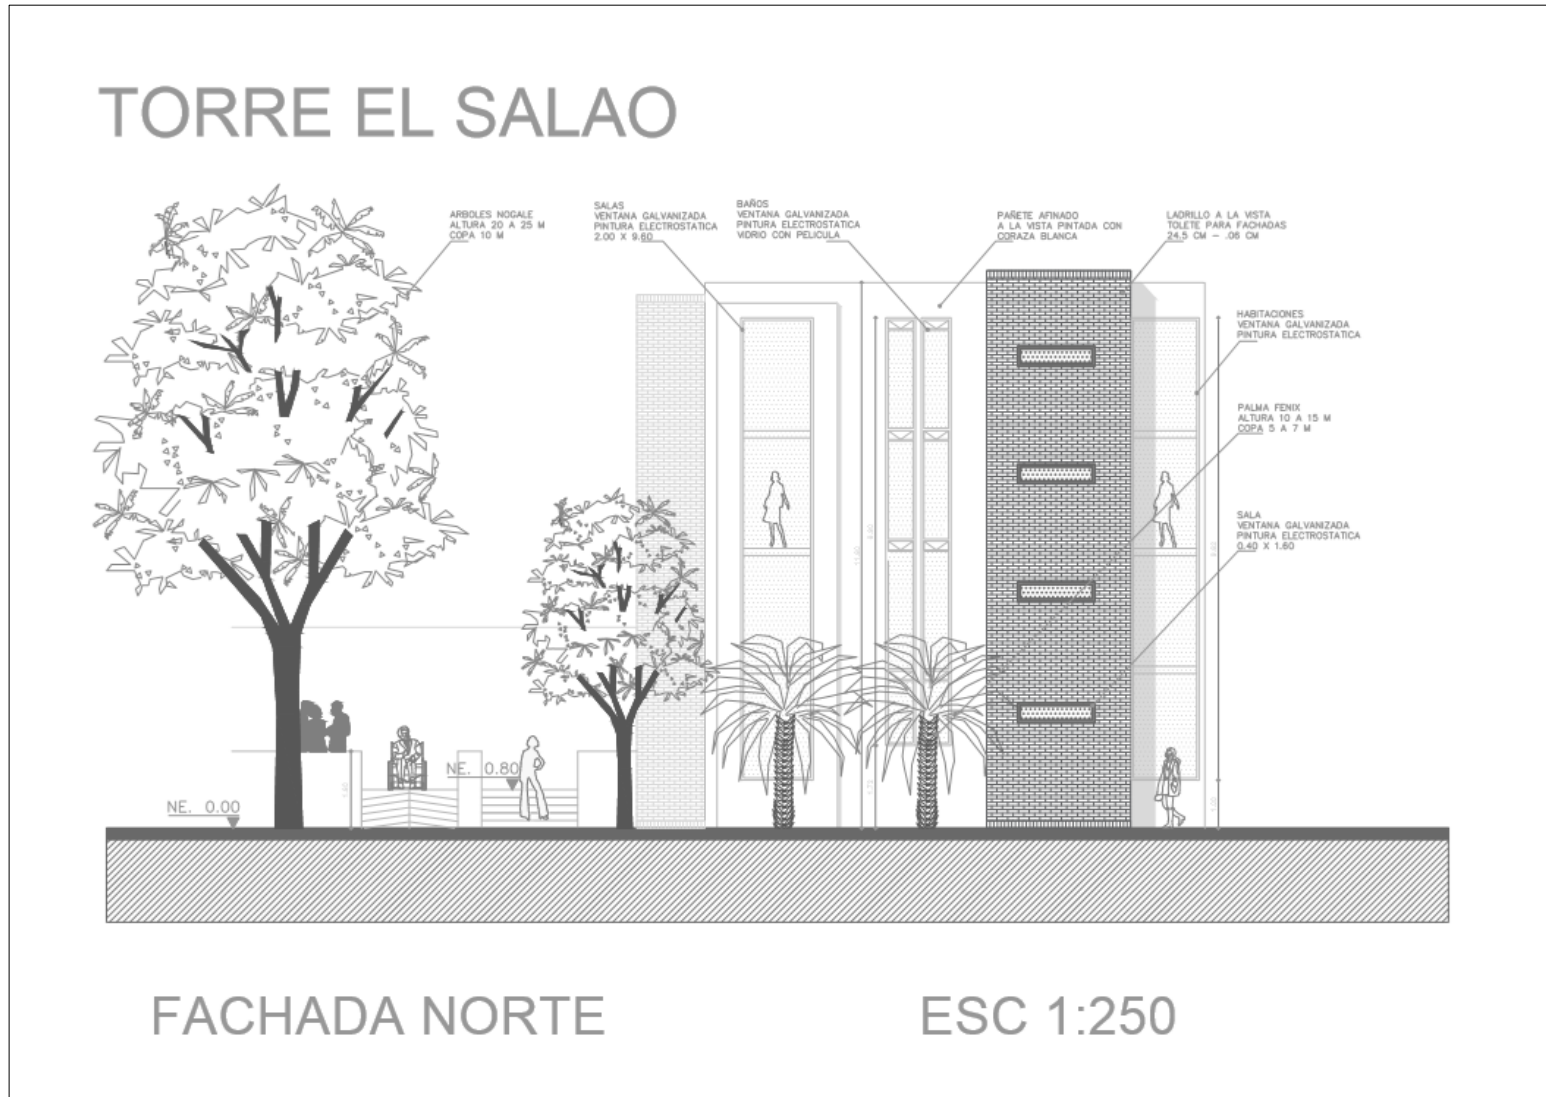 TORRE EL SALAO
ARBOLES NOGALE
ALTURA 20 A 25 M
COPA 10 M
SALAS
VENTANA GALVANIZADA
PINTURA ELECTROSTATICA
2.00 X 9.60
BAÑOS
VENTANA GALVANIZADA
PINTURA ELECTROSTATICA
VIDRIO CON PELICULA
PAÑETE AFINADO
A LA VISTA PINTADA CON
CORAZA BLANCA
LADRILLO A LA VISTA
TOLETE PARA FACHADAS
24.5 CM - .06 CM
HABITACIONES
VENTANA GALVANIZADA
PINTURA ELECTROSTATICA
PALMA FENIX
ALTURA 10 A 15 M
COPA 5 A 7 M
SALA
VENTANA GALVANIZADA
PINTURA ELECTROSTATICA
0.40 X 1.60
NE. 0.80
NE. 0.00
1.00
FACHADA NORTE
ESC 1:250